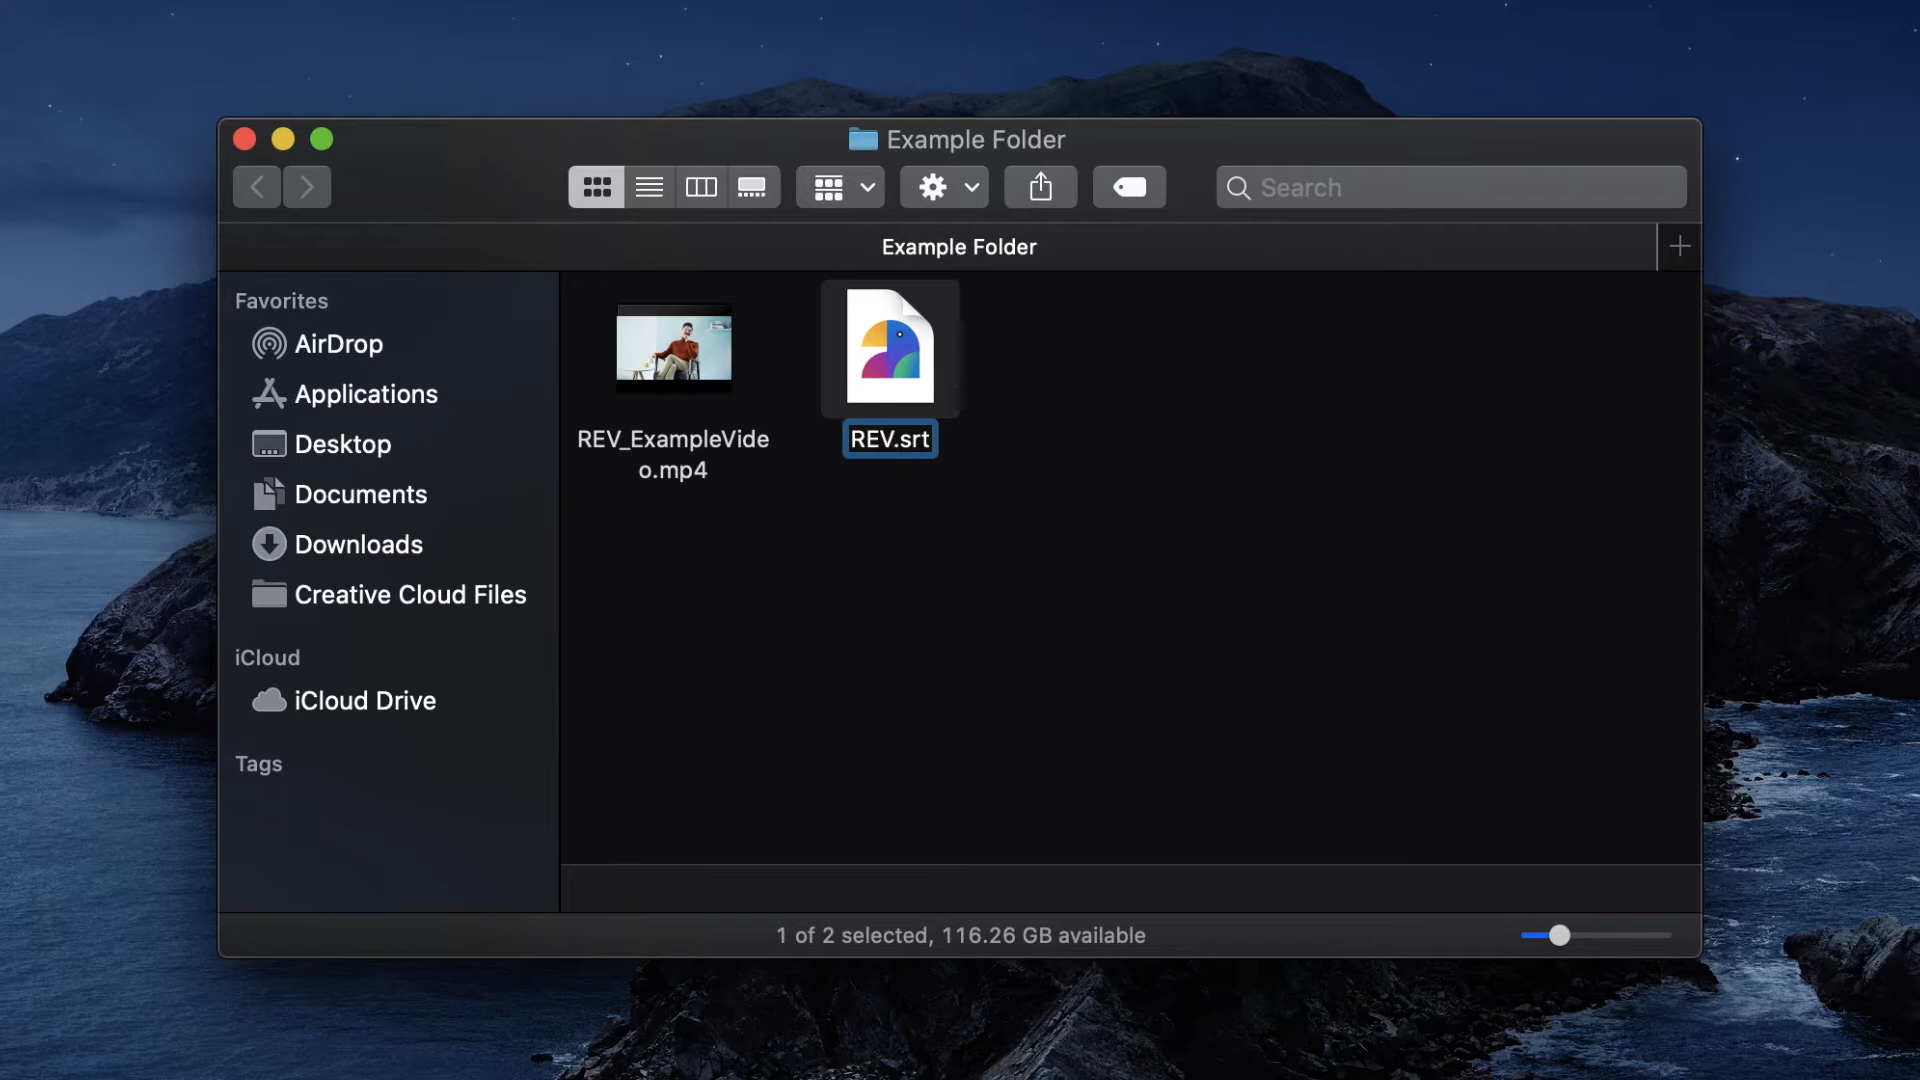 Example Folder
Search
Example Folder
Favorites
AirDrop
Applications
Desktop
Documents
Downloads
Creative Cloud Files
iCloud
iCloud Drive
Tags
REV_ExampleVide
o.mp4
REV.srt
1 of 2 selected, 116.26 GB available